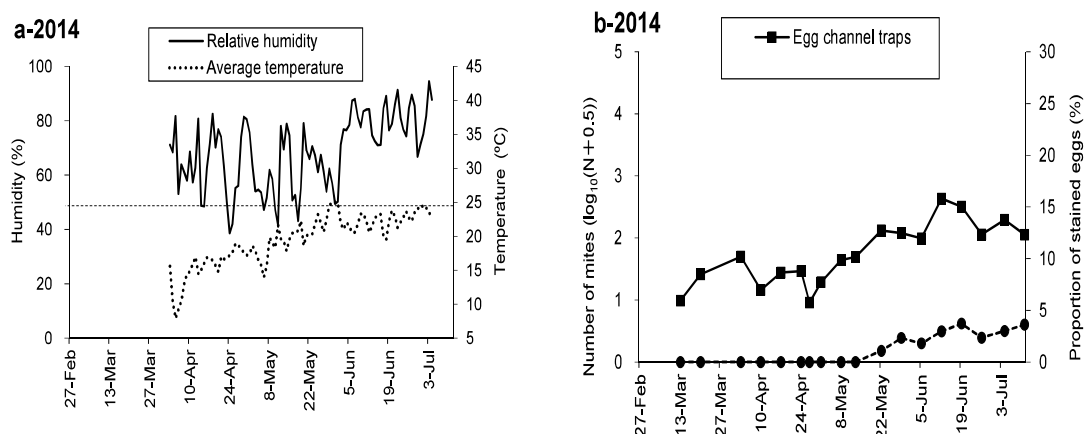 a-2014
Relative humidity
Average temperature
Humidity (%)
100
80
60
40
20
0
45
40
35
30
25
20
15
10
5
Temperature (ºC)
27-Feb
13-Mar
27-Mar
10-Apr
24-Apr
8-May
22-May
5-Jun
19-Jun
3-Jul
b-2014
Egg channel traps
Number of mites (log10(N+0.5))
5
4
3
2
1
0
30
25
20
15
10
5
0
Proportion of stained eggs (%)
27-Feb
13-Mar
27-Mar
10-Apr
24-Apr
8-May
22-May
5-Jun
19-Jun
3-Jul